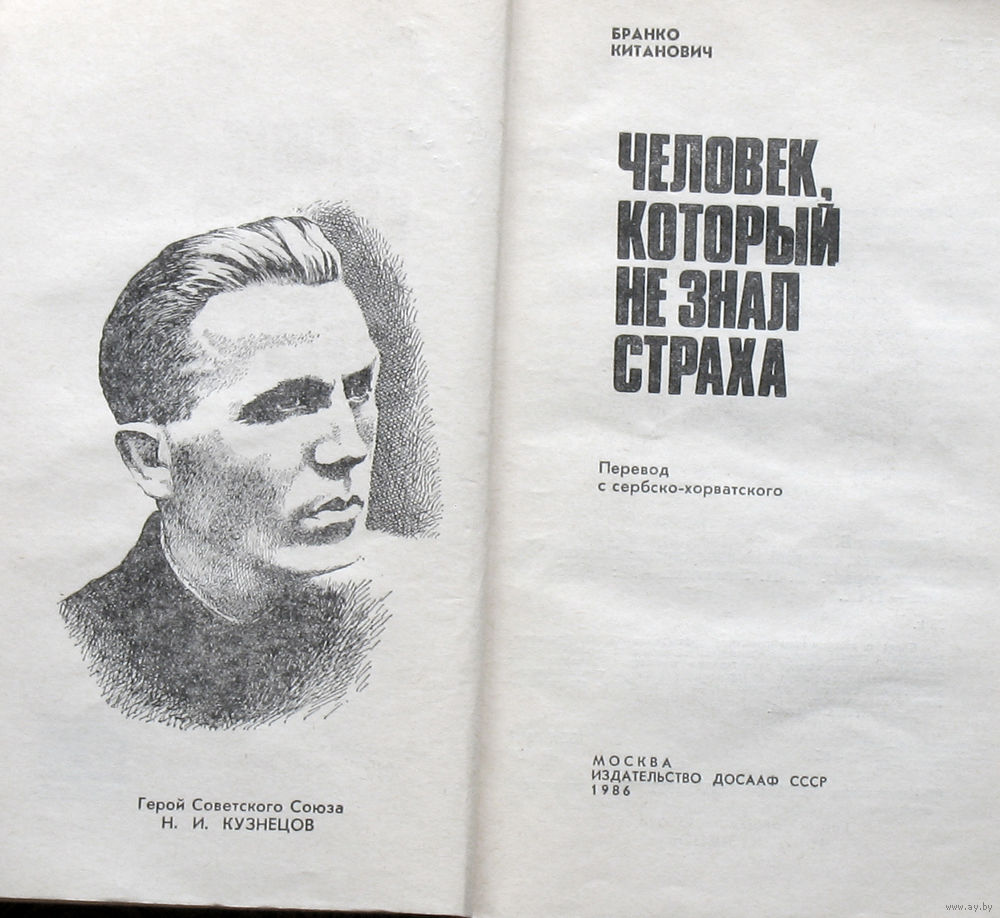 Герой Советского Союза
Н. И. КУЗНЕЦОВ
БРАНКО
КИТАНОВИЧ
ЧЕЛОВЕК,
КОТОРЫЙ
НЕ ЗНАЛ
СТРАХА
Перевод
с сербско-хорватского
МОСКВА
ИЗДАТЕЛЬСТВО ДОСААФ СССР
1986
www.ay.by